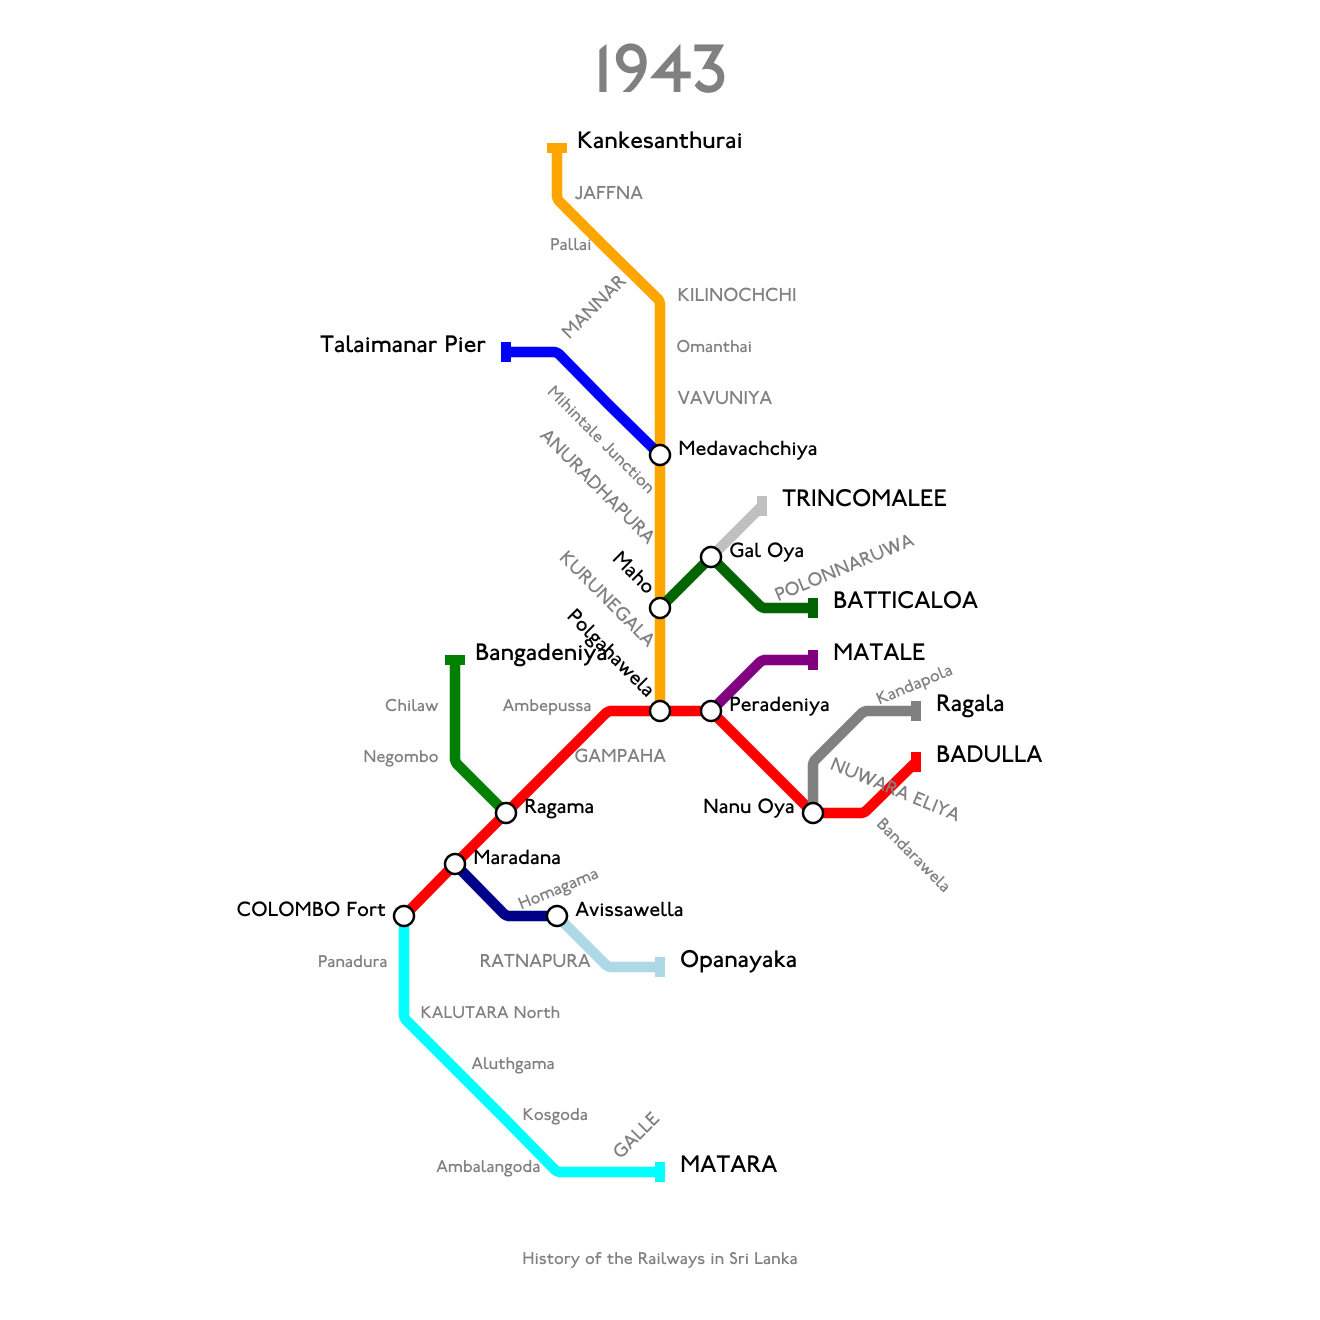 1943
Kankesanthurai
JAFFNA
Pallai
MANNAR
KILINOCHCHI
Talaimanar Pier
Omanthai
VAVUNIYA
Mihintale Junction
Medavachchiya
ANURADHAPURA
TRINCOMALEE
Gal Oya
POLONNARUWA
Maho
KURUNEGALA
BATTICALOA
Polgahawela
Bangadeniya
MATALE
Kandapola
Chilaw
Ambepussa
Peradeniya
Ragala
Negombo
GAMPAHA
NUWARA ELIYA
BADULLA
Ragama
Nanu Oya
Bandarawela
Maradana
Homagama
COLOMBO Fort
Avissawella
Panadura
RATNAPURA
Opanayaka
KALUTARA North
Aluthgama
Kosgoda
GALLE
Ambalangoda
MATARA
History of the Railways in Sri Lanka